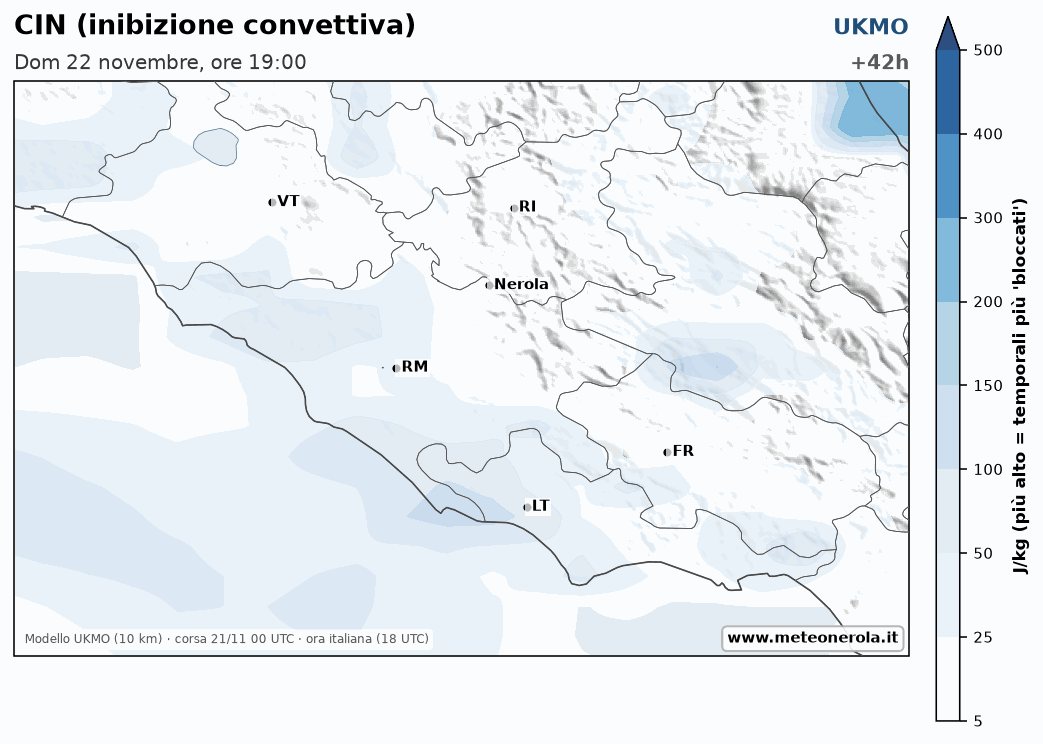 CIN (inibizione convettiva)
UKMO
Dom 22 novembre, ore 19:00
+42h
500
400
300
200
150
100
50
25
5
J/kg (più alto = temporali più 'bloccati')
VT
RI
Nerola
RM
FR
LT
Modello UKMO (10 km) · corsa 21/11 00 UTC · ora italiana (18 UTC)
www.meteonerola.it